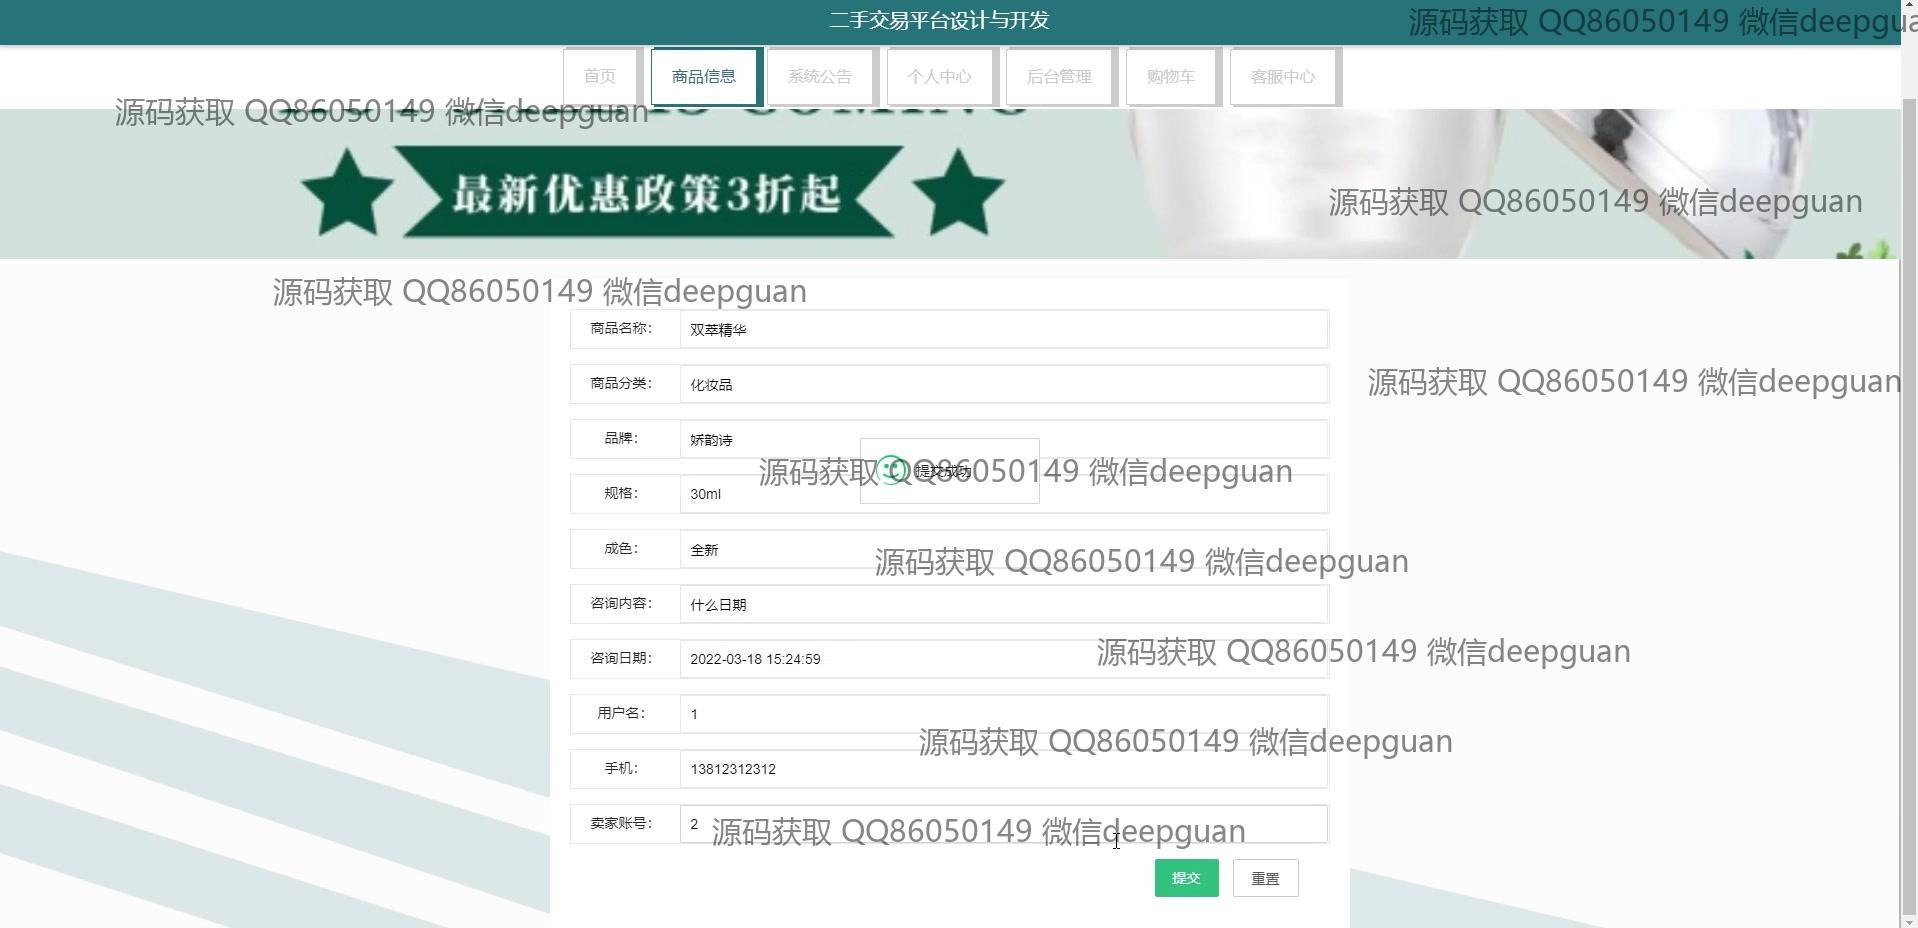 二手交易平台设计与开发
源码获取 QQ86050149 微信deepgua
首页
商品信息
系统公告
个人中心
后台管理
购物车
客服中心
源码获取 QQ86050149 微信deepguan
最新优惠政策3折起
源码获取 QQ86050149 微信deepguan
源码获取 QQ86050149 微信deepguan
商品名称： 双萃精华
商品分类： 化妆品
源码获取 QQ86050149 微信deepguan
品牌： 娇韵诗
提交成功
源码获取 QQ86050149 微信deepguan
规格： 30ml
成色： 全新
源码获取 QQ86050149 微信deepguan
咨询内容： 什么日期
咨询日期： 2022-03-18 15:24:59
源码获取 QQ86050149 微信deepguan
用户名： 1
源码获取 QQ86050149 微信deepguan
手机： 13812312312
卖家账号： 2
源码获取 QQ86050149 微信deepguan
提交
重置